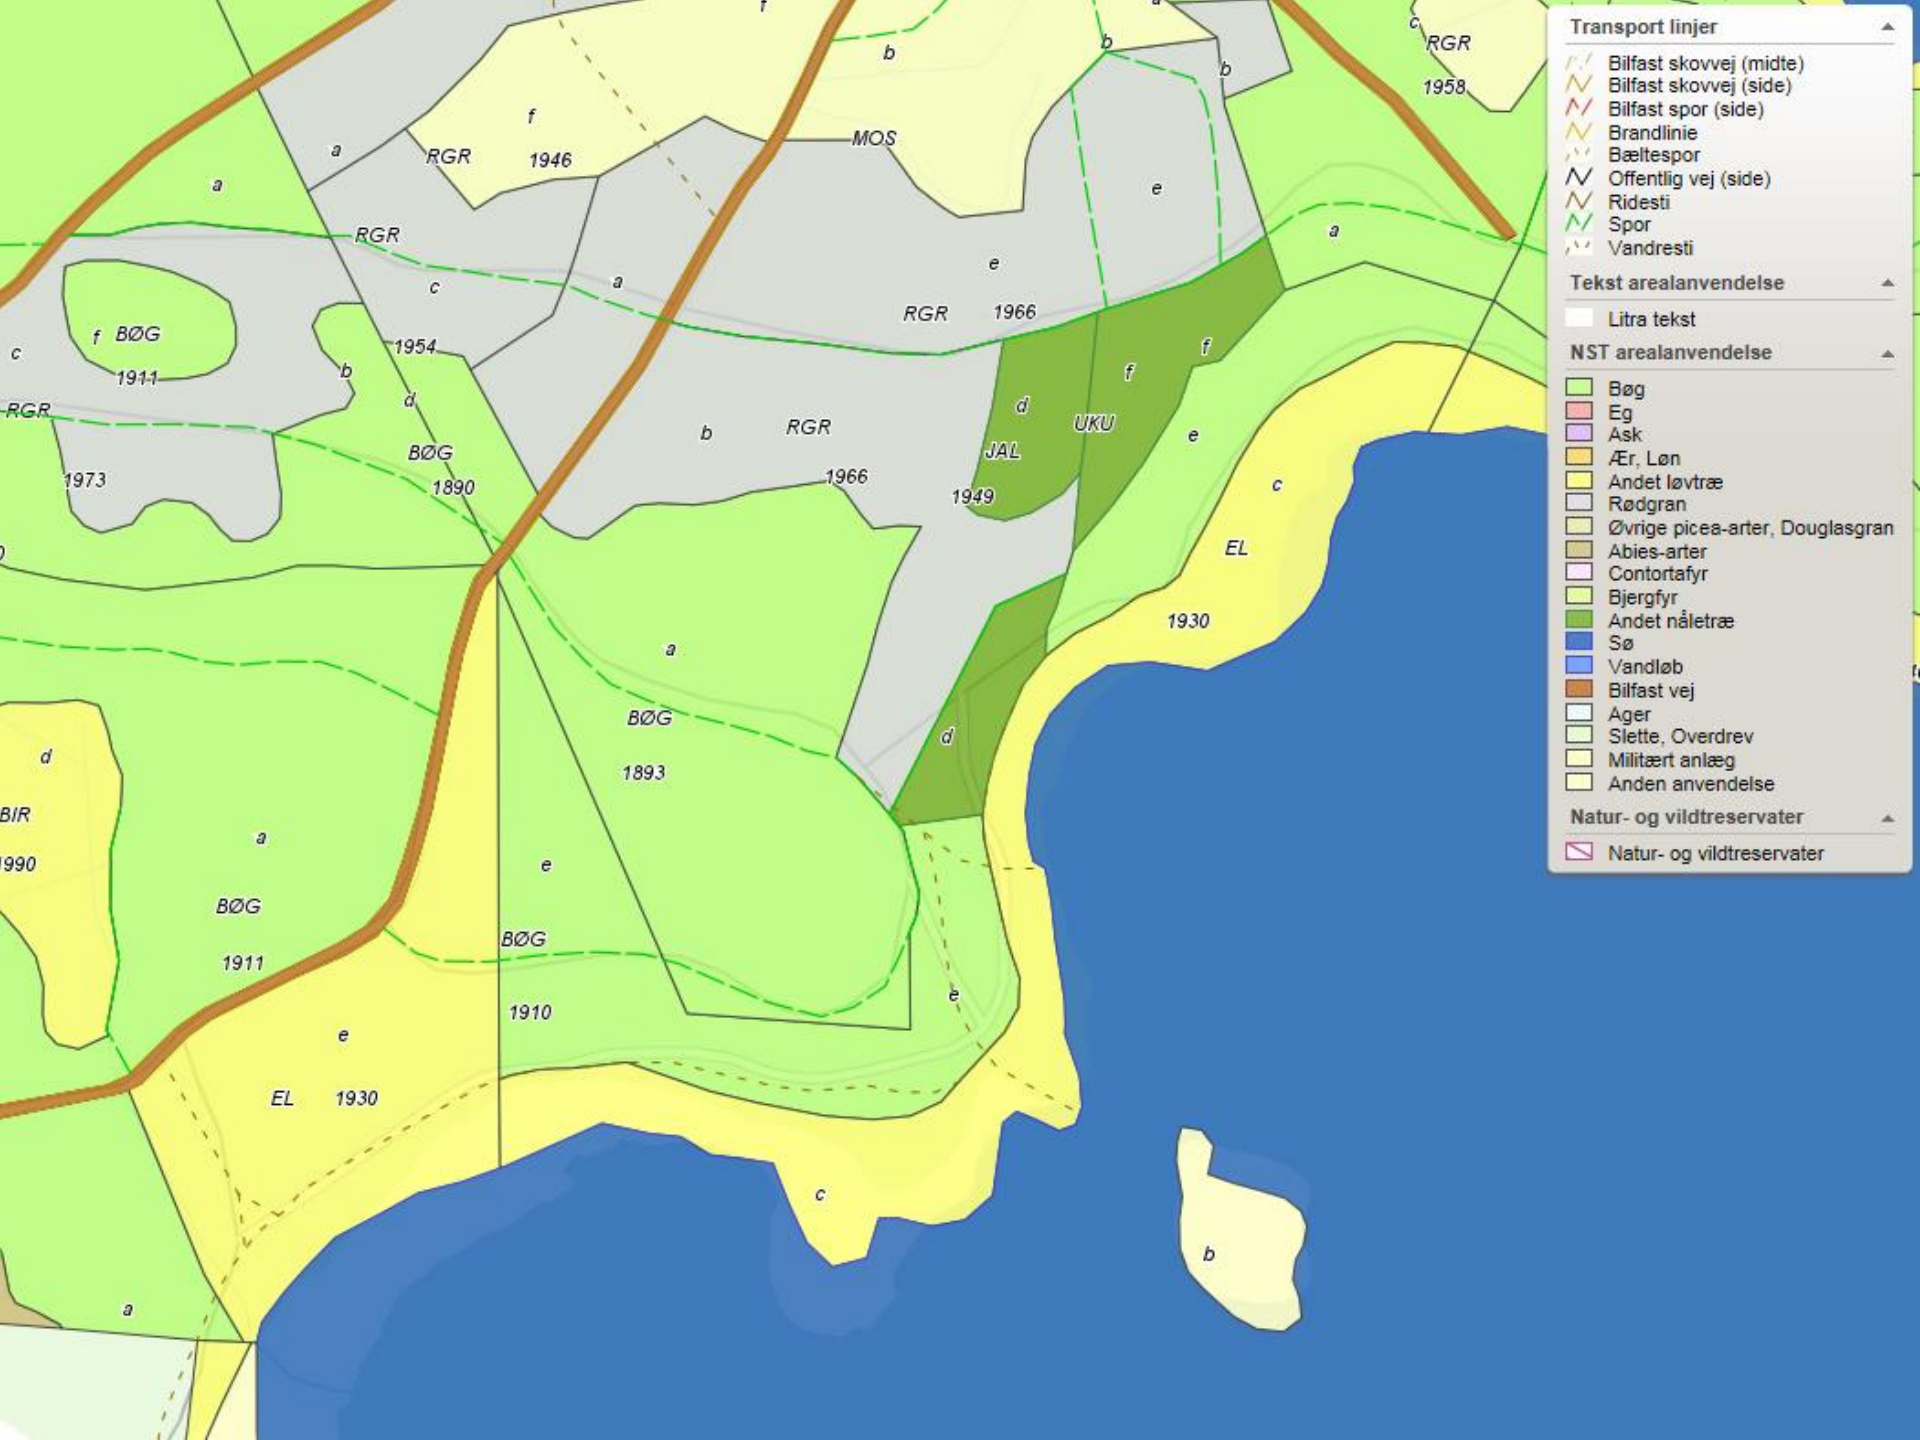 Transport linjer
Bilfast skovvej (midte)
Bilfast skovvej (side)
Bilfast spor (side)
Brandlinie
Bæltespor
Offentlig vej (side)
Ridesti
Spor
Vandresti
Tekst arealanvendelse
Litra tekst
NST arealanvendelse
Bøg
Eg
Ask
Ær, Løn
Andet løvtræ
Rødgran
Øvrige picea-arter, Douglasgran
Abies-arter
Contortafyr
Bjergfyr
Andet nåletræ
Sø
Vandløb
Bilfast vej
Ager
Slette, Overdrev
Militært anlæg
Anden anvendelse
Natur- og vildtreservater
Natur- og vildtreservater
f
b
b
b
c
RGR
1958
f
RGR
1946
a
MOS
a
e
RGR
a
c
a
e
RGR
1966
f
BØG
1911
c
1954
b
d
f
f
RGR
d
UKU
b
RGR
BØG
e
JAL
1973
1890
1966
1949
c
EL
1930
a
BØG
1893
d
d
BIR
1990
a
BØG
1911
e
BØG
1910
e
e
EL
1930
c
b
a